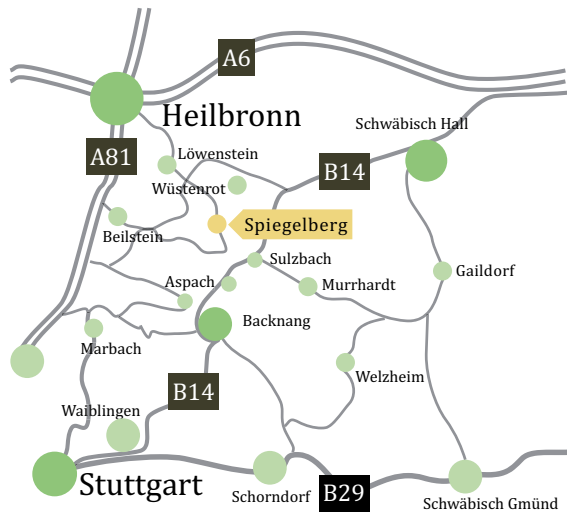 A6
Heilbronn
Schwäbisch Hall
A81
Löwenstein
B14
Wüstenrot
Spiegelberg
Beilstein
Sulzbach
Gaildorf
Aspach
Murrhardt
Backnang
Marbach
Welzheim
B14
Waiblingen
Stuttgart
Schorndorf
B29
Schwäbisch Gmünd